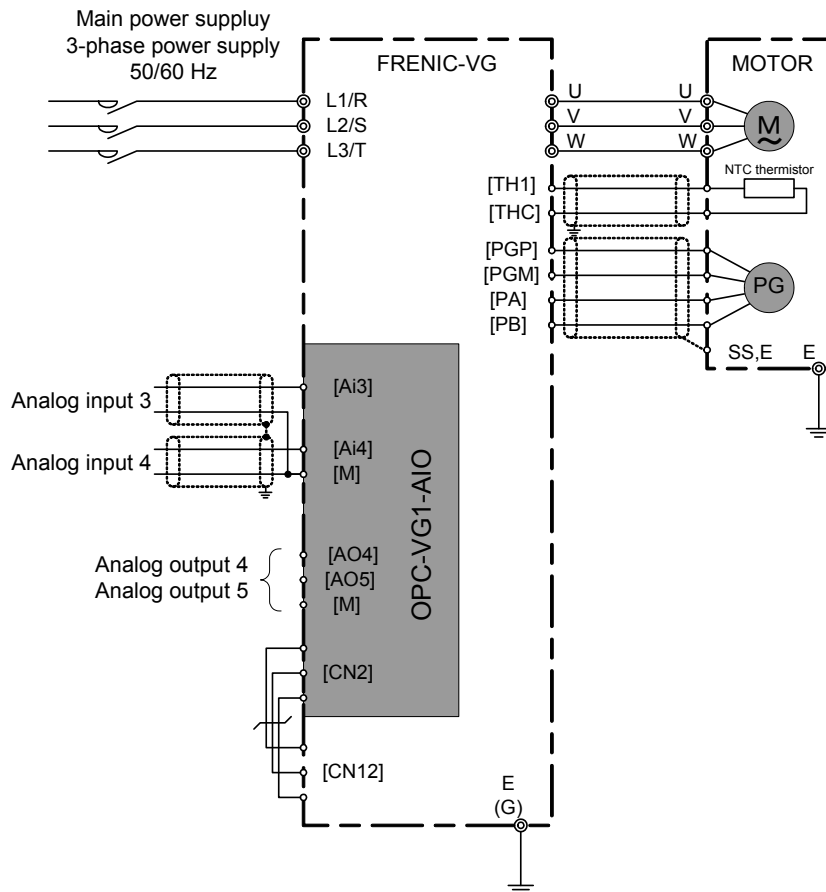 Main power suppluy
3-phase power supply
50/60 Hz
FRENIC-VG
MOTOR
L1/R
L2/S
L3/T
U
V
W
U
V
W
M
~
NTC thermistor
[TH1]
[THC]
[PGP]
[PGM]
[PA]
[PB]
PG
SS,E
E
Analog input 3
Analog input 4
[Ai3]
[Ai4]
[M]
OPC-VG1-AIO
Analog output 4
Analog output 5
[AO4]
[AO5]
[M]
[CN2]
[CN12]
E
(G)